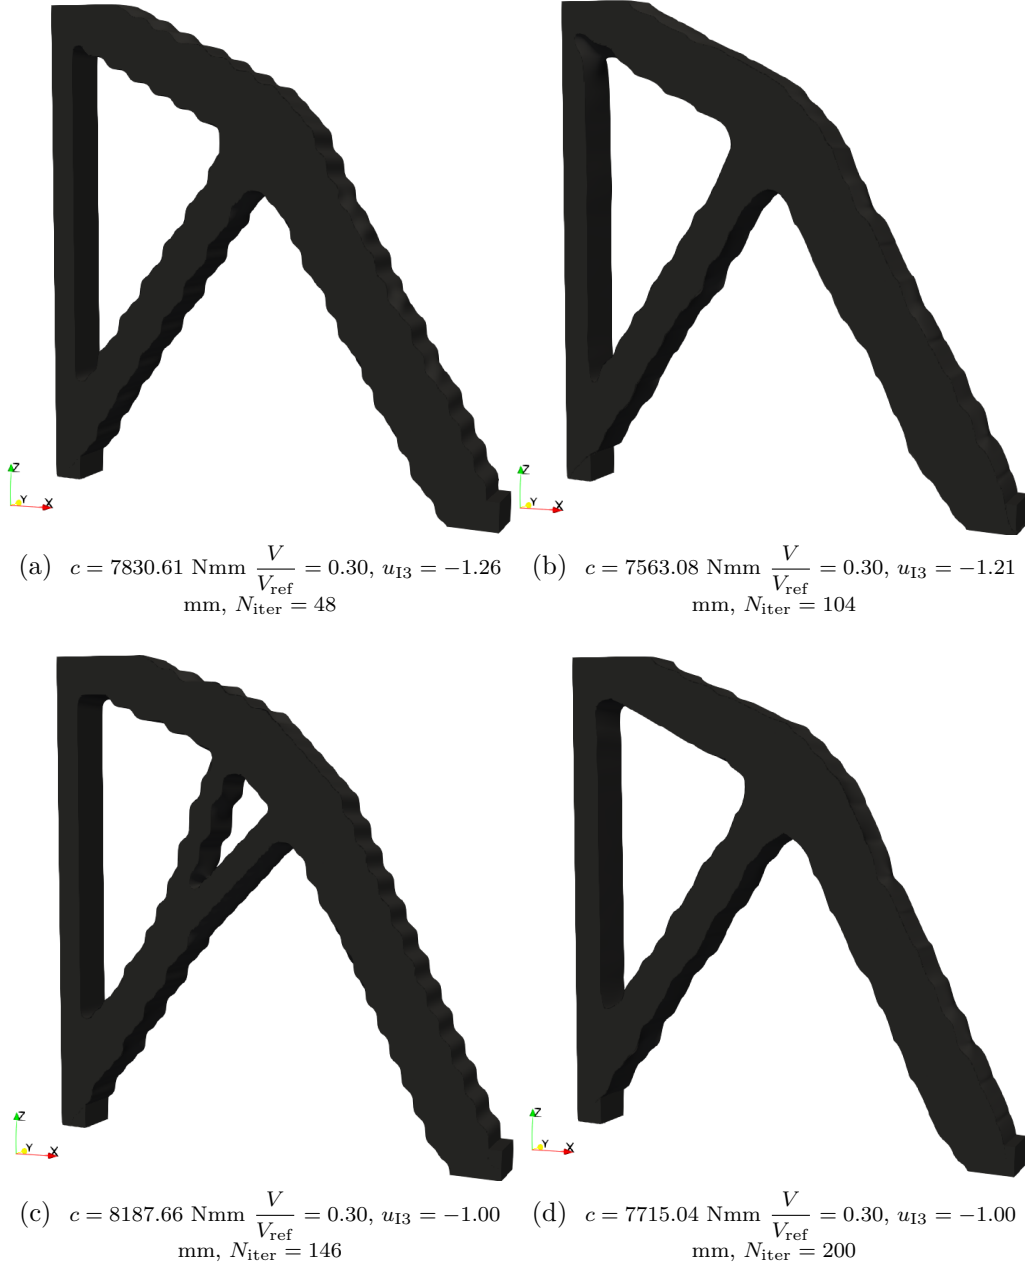 Z
Y X
Z
Y X
(a) c = 7830.61 Nmm V/V_ref = 0.30, u_I3 = −1.26
mm, N_iter = 48
(b) c = 7563.08 Nmm V/V_ref = 0.30, u_I3 = −1.21
mm, N_iter = 104
Z
Y X
Z
Y X
(c) c = 8187.66 Nmm V/V_ref = 0.30, u_I3 = −1.00
mm, N_iter = 146
(d) c = 7715.04 Nmm V/V_ref = 0.30, u_I3 = −1.00
mm, N_iter = 200